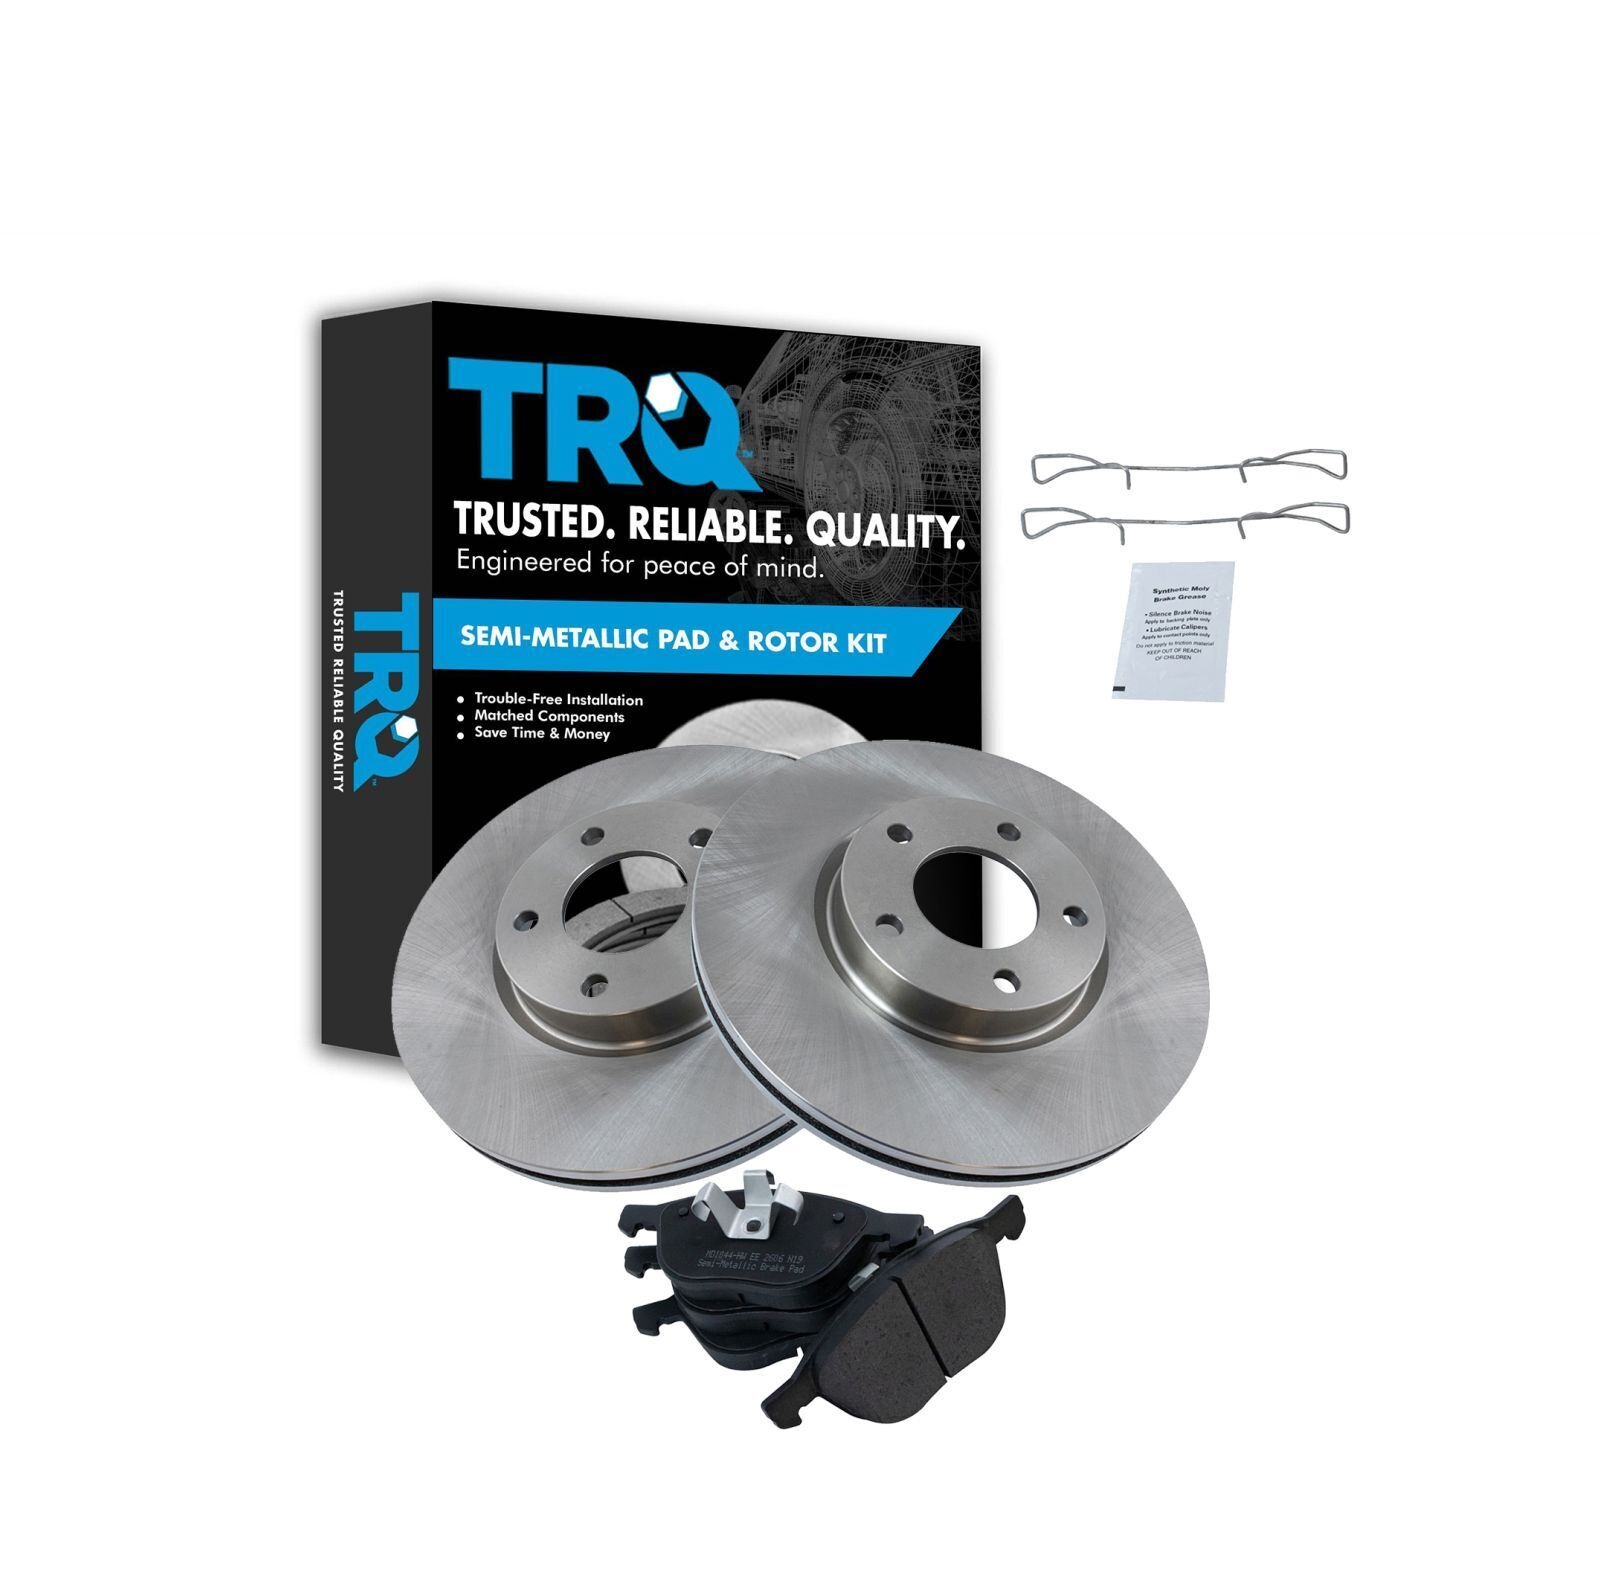 TRQ™
TRUSTED. RELIABLE. QUALITY.
Engineered for peace of mind.
SEMI-METALLIC PAD & ROTOR KIT
• Trouble-Free Installation
• Matched Components
• Save Time & Money
TRQ™
TRUSTED RELIABLE QUALITY
Synthetic Moly
Brake Grease
• Silence Brake Noise
Apply to backing plate only
• Lubricate Calipers
Apply to contact points only
Do not apply to friction material
KEEP OUT OF REACH
OF CHILDREN
MD1044-HW EE 2606 N19
Semi-Metallic Brake Pad